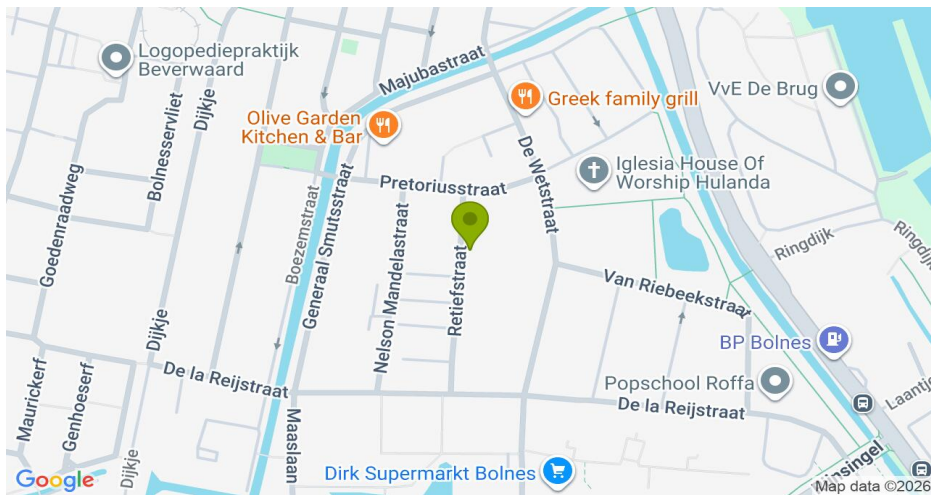 Logopediepraktijk
Beverwaard
Majubastraat
VvE De Brug
Greek family grill
Olive Garden
Kitchen & Bar
Bolnesservliet
Dijkje
Goedenraadweg
De Wetstraat
Iglesia House Of
Worship Hulanda
Pretoriusstraat
Boezemstraat
Generaal Smutsstraat
Nelson Mandelastraat
Retiefstraat
Ringdijk
Ringdijk
Van Riebeekstraat
Dijkje
BP Bolnes
De la Reijstraat
Popschool Roffa
De la Reijstraat
Maurickerf
Genhoeserf
Dijkje
Maaslaan
Dirk Supermarkt Bolnes
Google
Map data ©2026